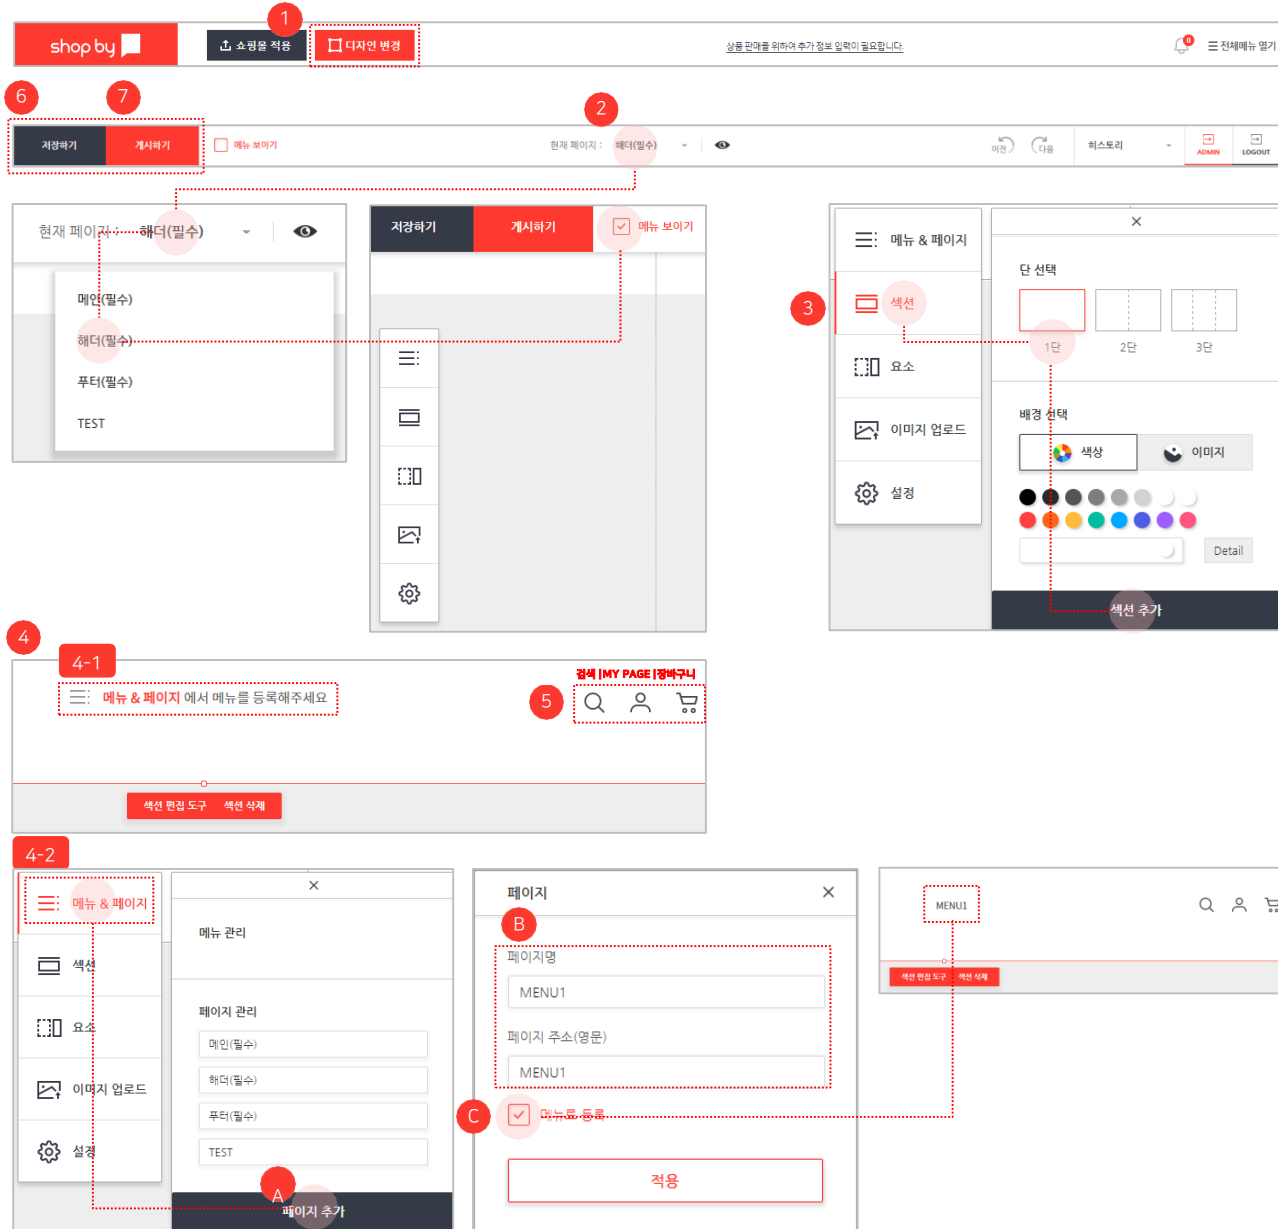 1
shop by
쇼핑몰 적용
디자인 변경
상품 판매를 위하여 추가 정보 입력이 필요합니다.
0
전체메뉴 열기
6
7
2
저장하기
게시하기
메뉴 보이기
현재 페이지 :
헤더(필수)
이전
다음
히스토리
ADMIN
LOGOUT
현재 페이지 :
헤더(필수)
메인(필수)
헤더(필수)
푸터(필수)
TEST
저장하기
게시하기
메뉴 보이기
3
메뉴 & 페이지
섹션
요소
이미지 업로드
설정
단 선택
1단
2단
3단
배경 선택
색상
이미지
Detail
섹션 추가
4
4-1
메뉴 & 페이지 에서 메뉴를 등록해주세요
검색 |MY PAGE |장바구니
5
섹션 편집 도구
섹션 삭제
4-2
메뉴 & 페이지
섹션
요소
이미지 업로드
설정
메뉴 관리
페이지 관리
메인(필수)
헤더(필수)
푸터(필수)
TEST
A
페이지 추가
페이지
B
페이지명
MENU1
페이지 주소(영문)
MENU1
C
메뉴로 등록
적용
MENU1
섹션 편집 도구
섹션 삭제